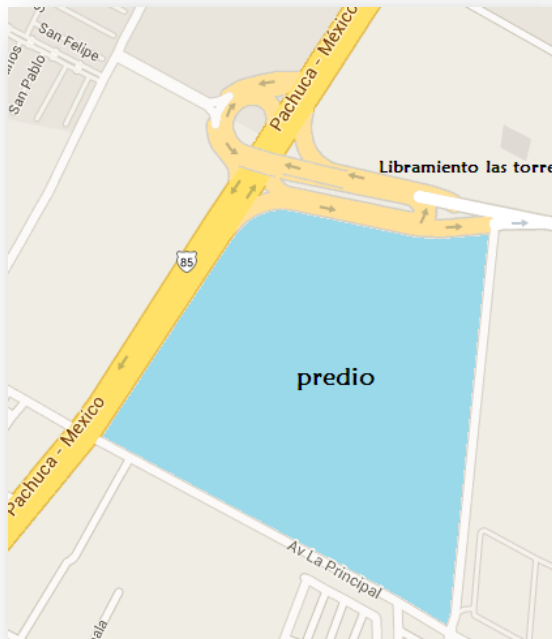 San Felipe
San Pablo
Pachuca - México
Libramiento las torre
85
predio
Pachuca - México
Av La Principal